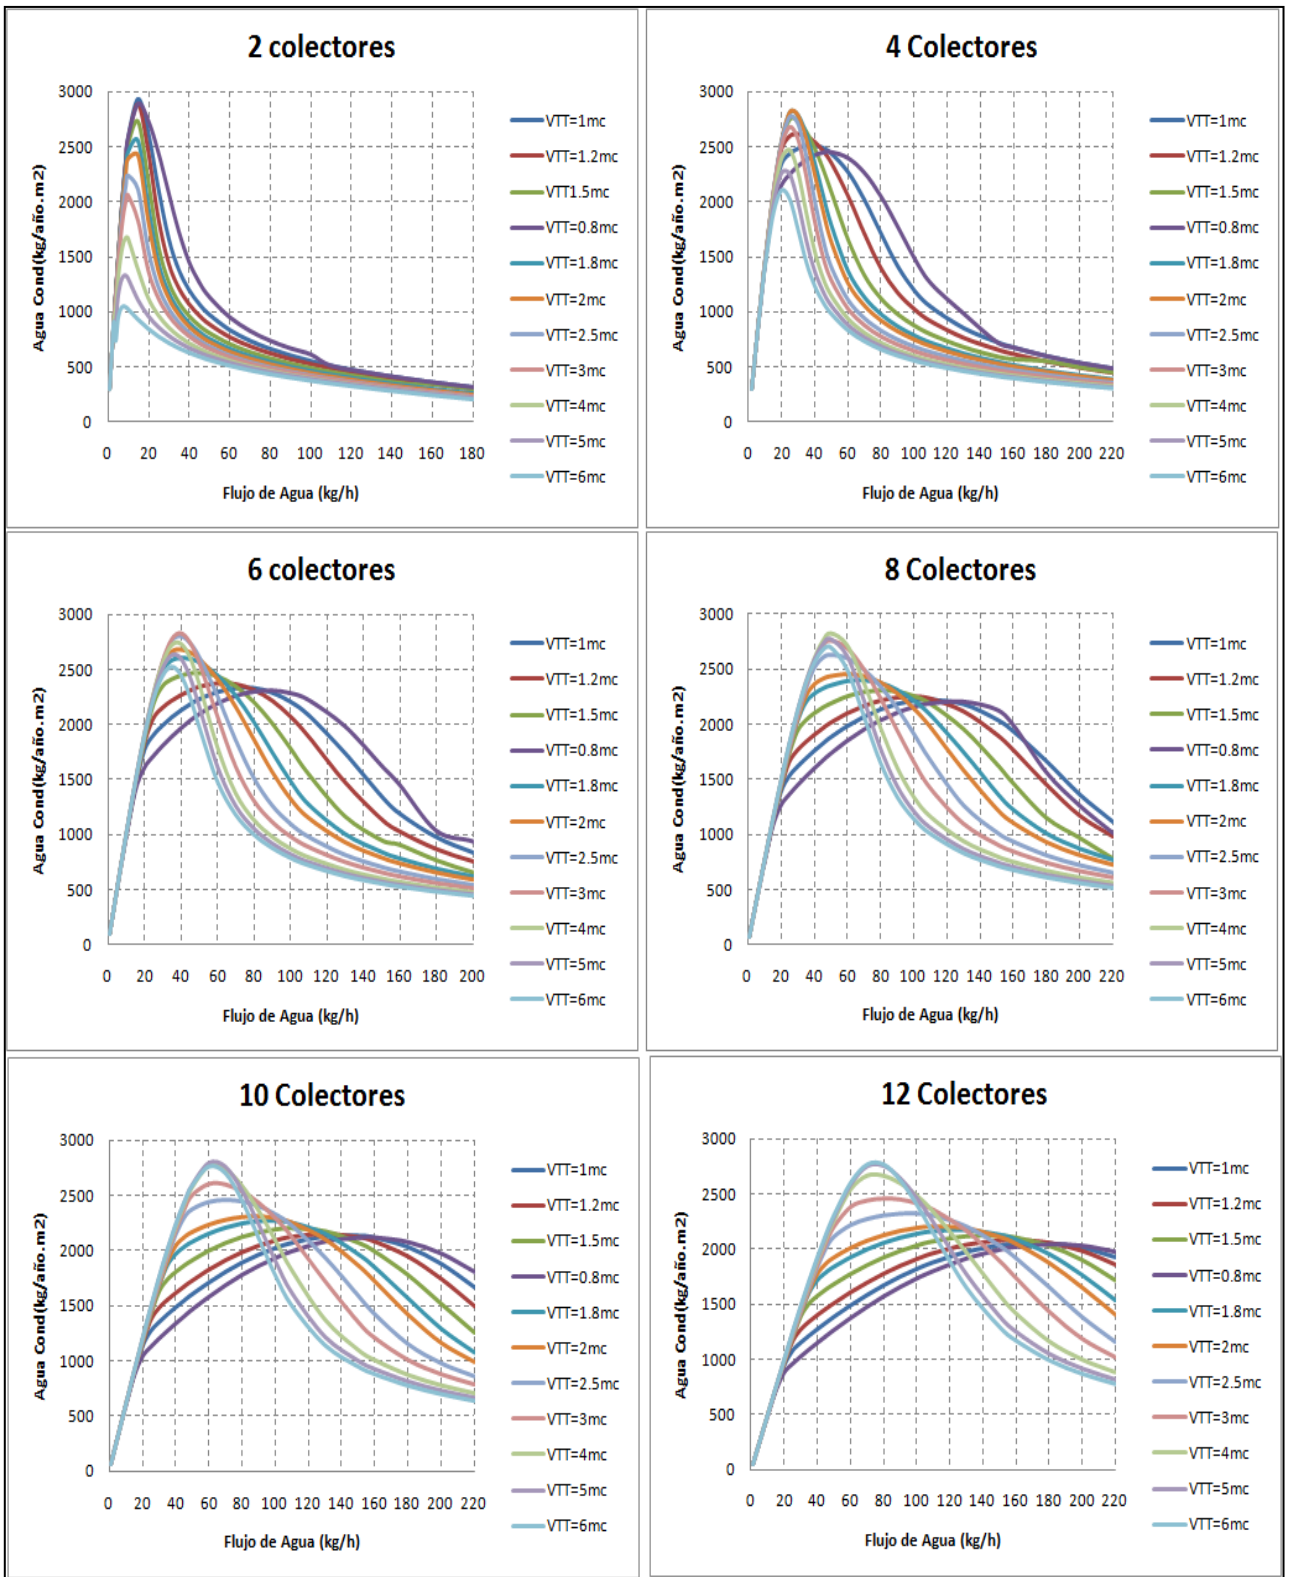 2 colectores
Agua Cond(kg/año.m2)
3000
2500
2000
1500
1000
500
0
0 20 40 60 80 100 120 140 160 180
Flujo de Agua (kg/h)
VTT=1mc
VTT=1.2mc
VTT1.5mc
VTT=0.8mc
VTT=1.8mc
VTT=2mc
VTT=2.5mc
VTT=3mc
VTT=4mc
VTT=5mc
VTT=6mc
4 Colectores
Agua Cond(kg/año.m2)
3000
2500
2000
1500
1000
500
0
0 20 40 60 80 100 120 140 160 180 200 220
Flujo de Agua (kg/h)
VTT=1mc
VTT=1.2mc
VTT=1.5mc
VTT=0.8mc
VTT=1.8mc
VTT=2mc
VTT=2.5mc
VTT=3mc
VTT=4mc
VTT=5mc
VTT=6mc
6 colectores
Agua Cond(kg/año.m2)
3000
2500
2000
1500
1000
500
0
0 20 40 60 80 100 120 140 160 180 200
Flujo de Agua (kg/h)
VTT=1mc
VTT=1.2mc
VTT=1.5mc
VTT=0.8mc
VTT=1.8mc
VTT=2mc
VTT=2.5mc
VTT=3mc
VTT=4mc
VTT=5mc
VTT=6mc
8 Colectores
Agua Cond(kg/año.m2)
3000
2500
2000
1500
1000
500
0
0 20 40 60 80 100 120 140 160 180 200 220
Flujo de Agua (kg/h)
VTT=1mc
VTT=1.2mc
VTT=1.5mc
VTT=0.8mc
VTT=1.8mc
VTT=2mc
VTT=2.5mc
VTT=3mc
VTT=4mc
VTT=5mc
VTT=6mc
10 Colectores
Agua Cond(kg/año.m2)
3000
2500
2000
1500
1000
500
0
0 20 40 60 80 100 120 140 160 180 200 220
Flujo de Agua (kg/h)
VTT=1mc
VTT=1.2mc
VTT=1.5mc
VTT=0.8mc
VTT=1.8mc
VTT=2mc
VTT=2.5mc
VTT=3mc
VTT=4mc
VTT=5mc
VTT=6mc
12 Colectores
Agua Cond(kg/año.m2)
3000
2500
2000
1500
1000
500
0
0 20 40 60 80 100 120 140 160 180 200 220
Flujo de Agua (kg/h)
VTT=1mc
VTT=1.2mc
VTT=1.5mc
VTT=0.8mc
VTT=1.8mc
VTT=2mc
VTT=2.5mc
VTT=3mc
VTT=4mc
VTT=5mc
VTT=6mc